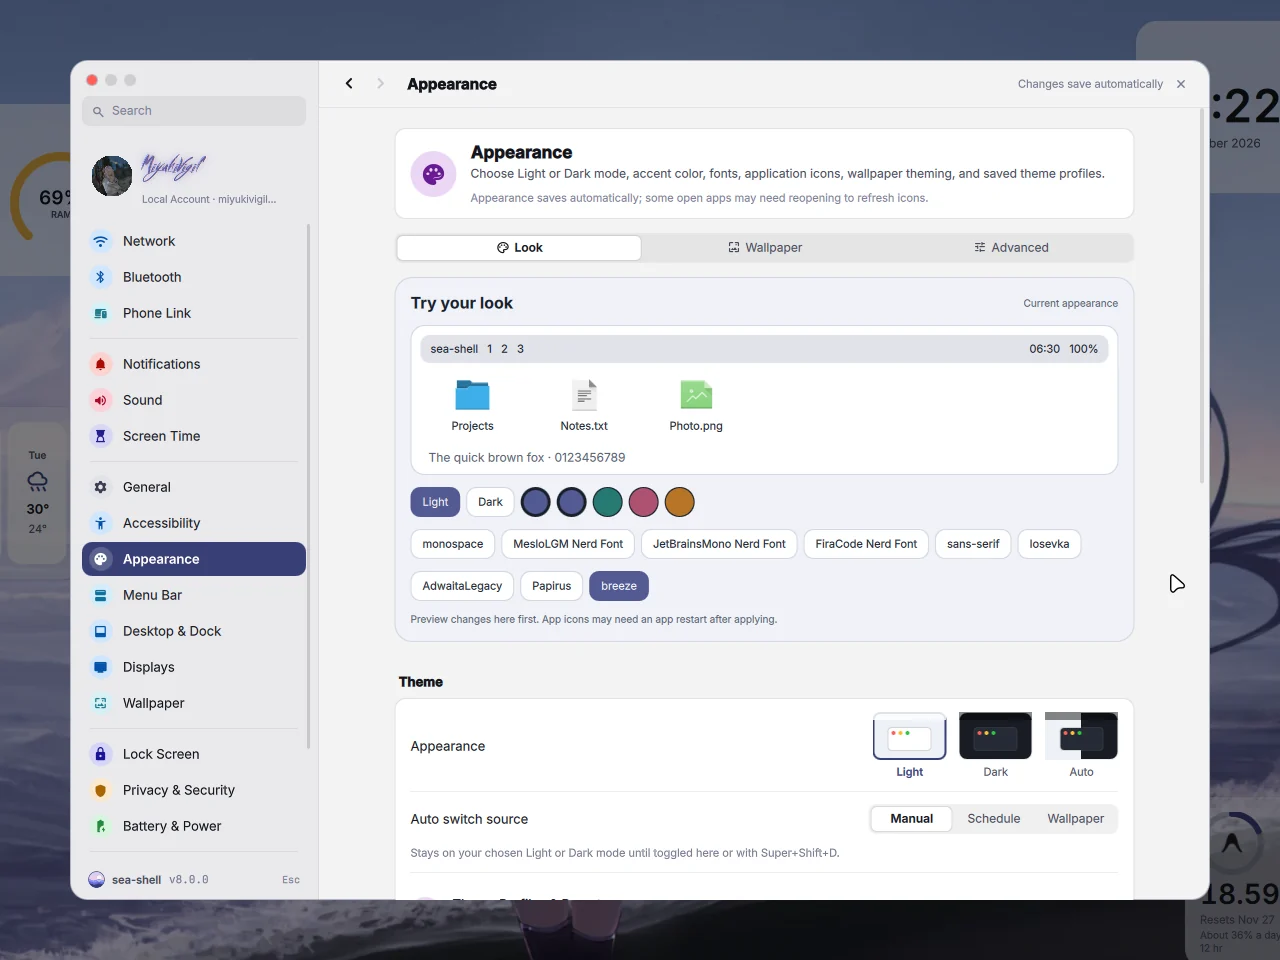 Search
MiyukiVigil
Local Account · miyukivigil...
Network
Bluetooth
Phone Link
Notifications
Sound
Screen Time
General
Accessibility
Appearance
Menu Bar
Desktop & Dock
Displays
Wallpaper
Lock Screen
Privacy & Security
Battery & Power
sea-shell v8.0.0 Esc
Appearance
Changes save automatically
Appearance
Choose Light or Dark mode, accent color, fonts, application icons, wallpaper theming, and saved theme profiles.
Appearance saves automatically; some open apps may need reopening to refresh icons.
Look Wallpaper Advanced
Try your look
Current appearance
sea-shell 1 2 3 06:30 100%
Projects Notes.txt Photo.png
The quick brown fox · 0123456789
Light Dark
monospace MesloLGM Nerd Font JetBrainsMono Nerd Font FiraCode Nerd Font sans-serif Iosevka
AdwaitaLegacy Papirus breeze
Preview changes here first. App icons may need an app restart after applying.
Theme
Appearance
Light Dark Auto
Auto switch source
Manual Schedule Wallpaper
Stays on your chosen Light or Dark mode until toggled here or with Super+Shift+D.
69%
RAM
Tue
30°
24°
:22
ber 2026
18.59
Resets Nov 27.
About 36% a day
12 hr